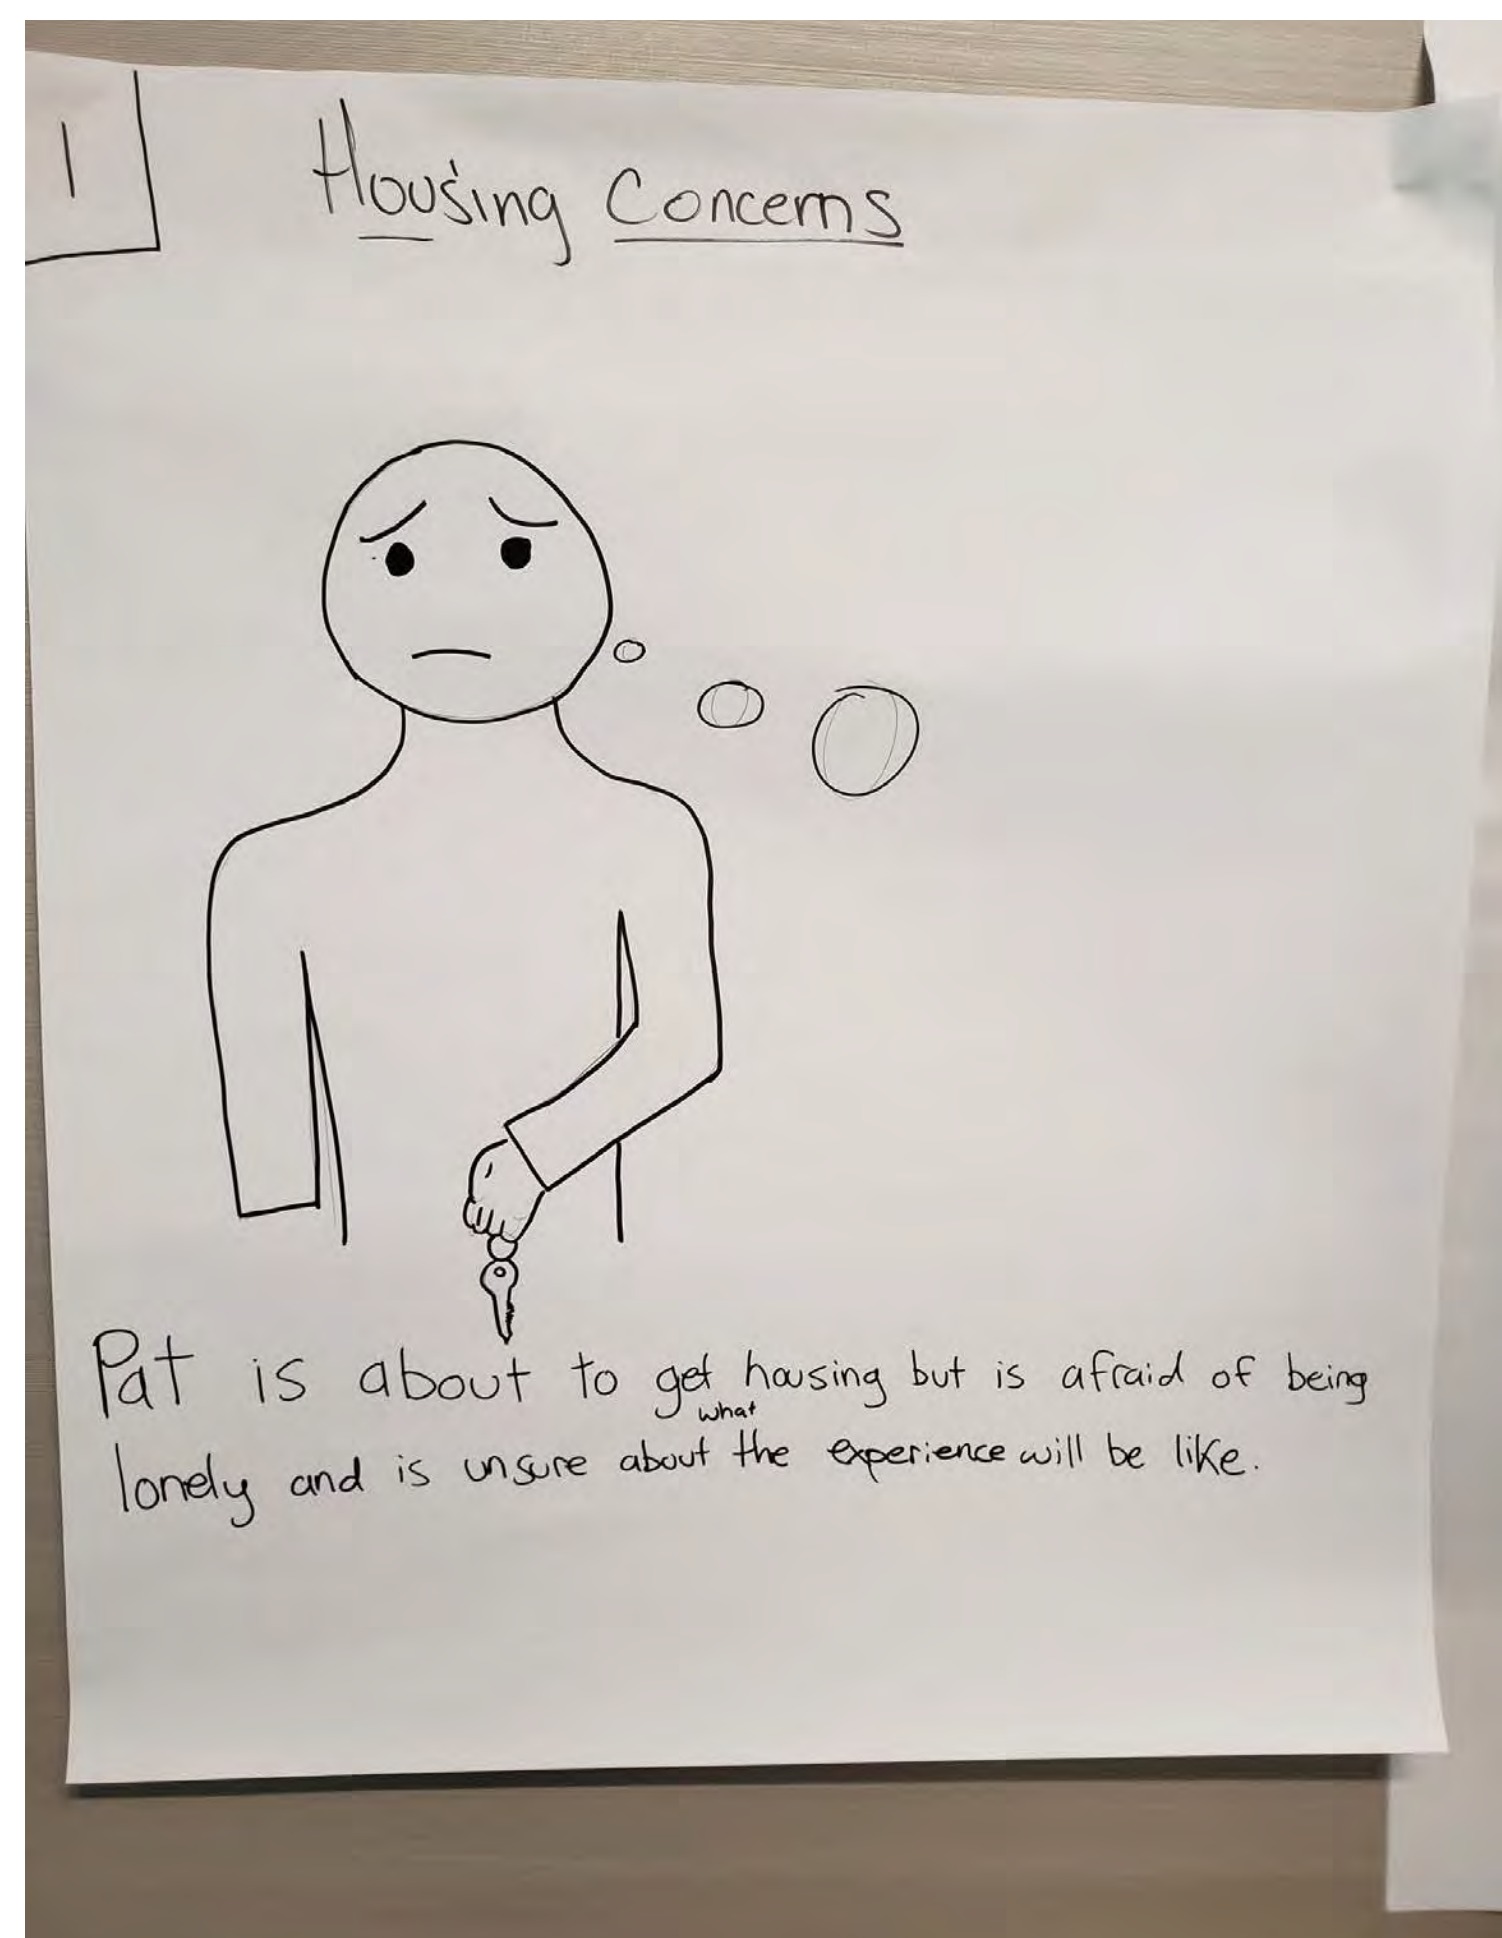 1
Housing Concerns
Pat is about to get housing but is afraid of being
what
lonely and is unsure about the experience will be like.